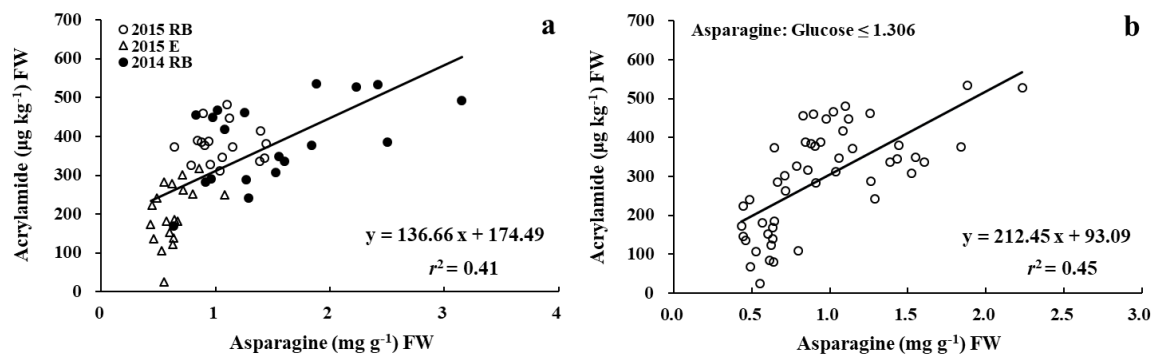 a
2015 RB
2015 E
2014 RB
Acrylamide (μg kg⁻¹) FW
700
600
500
400
300
200
100
0
y = 136.66 x + 174.49
r² = 0.41
0 1 2 3 4
Asparagine (mg g⁻¹) FW
b
Asparagine: Glucose ≤ 1.306
Acrylamide (μg kg⁻¹) FW
700
600
500
400
300
200
100
0
y = 212.45 x + 93.09
r² = 0.45
0.0 0.5 1.0 1.5 2.0 2.5 3.0
Asparagine (mg g⁻¹) FW